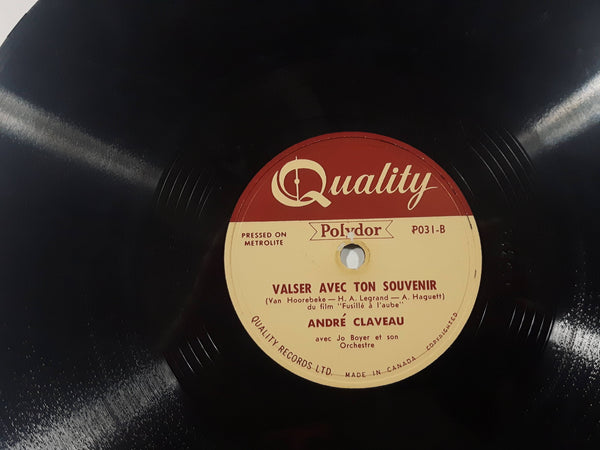 Quality
Polydor
PRESSED ON
METROLITE
P031-B
VALSER AVEC TON SOUVENIR
(Van Hoorebeke — H. A. Legrand — A. Haguett)
du film "Fusillé à l'aube"
ANDRÉ CLAVEAU
avec Jo Boyer et son
Orchestre
QUALITY RECORDS LTD. MADE IN CANADA COPYRIGHTED